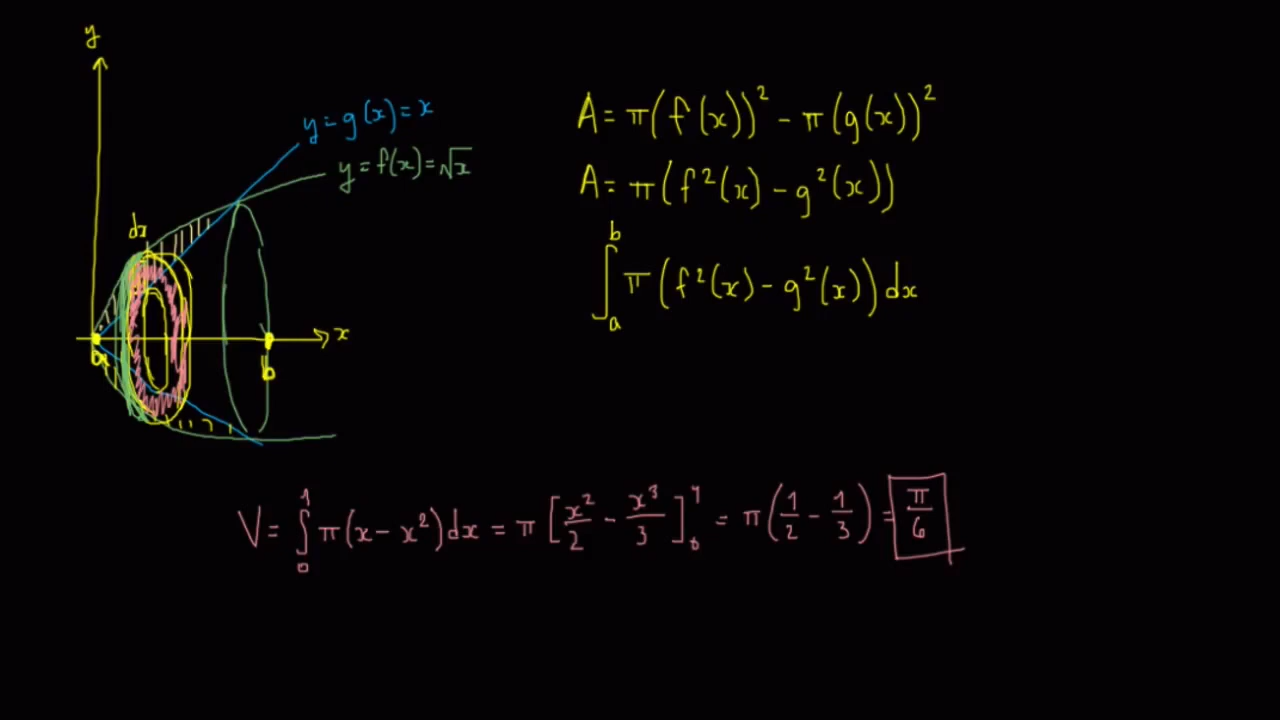 y
y = g(x) = x
y = f(x) = √x
dx
x
a
b
A = π(f(x))² - π(g(x))²
A = π(f²(x) - g²(x))
∫ₐᵇ π(f²(x) - g²(x)) dx
V = ∫₀¹ π(x - x²) dx = π [x²/2 - x³/3]₀¹ = π(1/2 - 1/3) = π/6